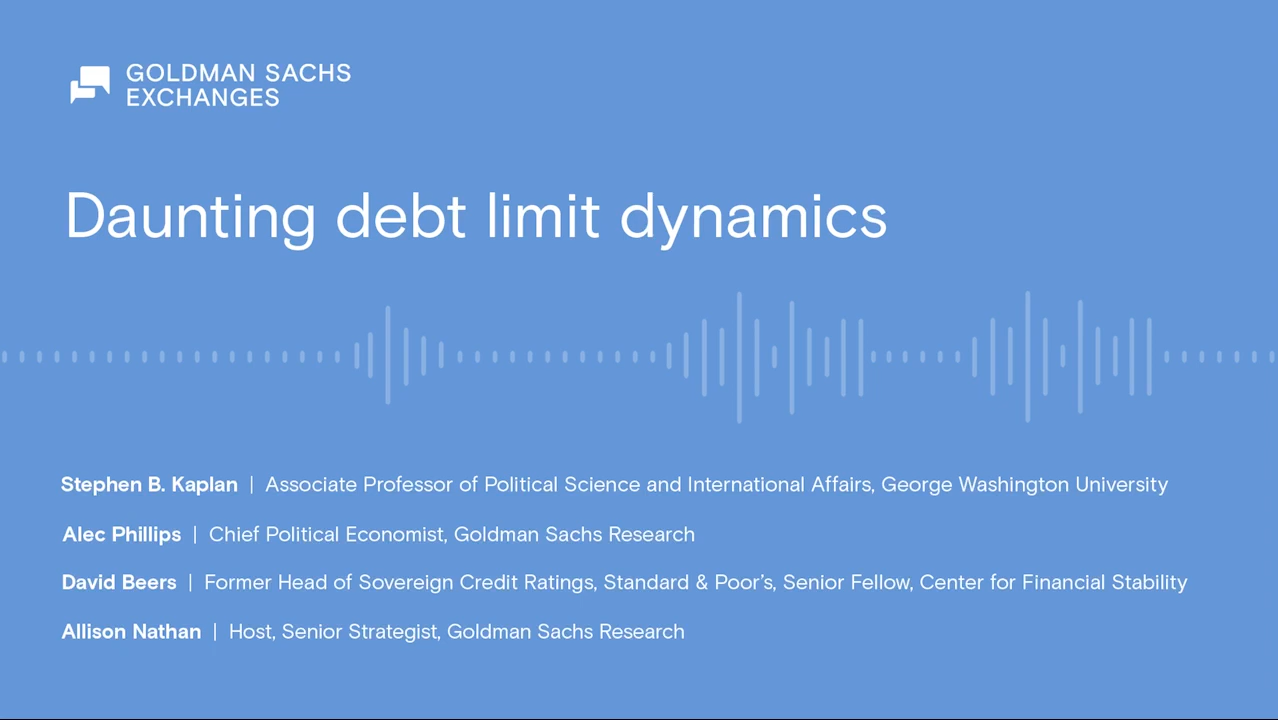 GOLDMAN SACHS
EXCHANGES
Daunting debt limit dynamics
Stephen B. Kaplan | Associate Professor of Political Science and International Affairs, George Washington University
Alec Phillips | Chief Political Economist, Goldman Sachs Research
David Beers | Former Head of Sovereign Credit Ratings, Standard & Poor's, Senior Fellow, Center for Financial Stability
Allison Nathan | Host, Senior Strategist, Goldman Sachs Research